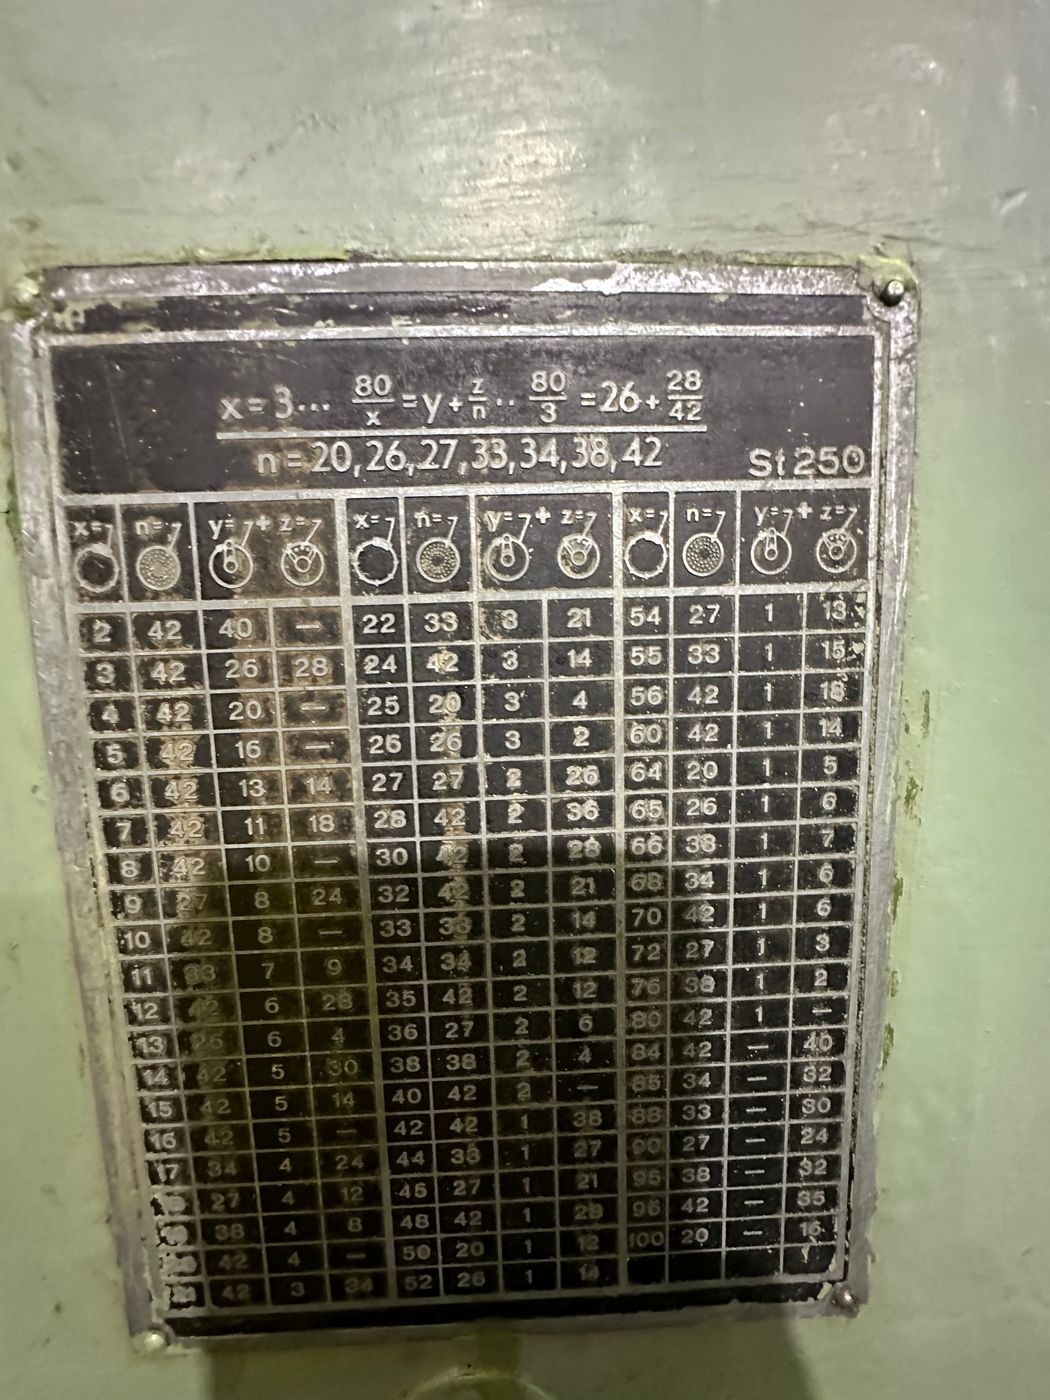 x = 3... 80/x = y + z/n .. 80/3 = 26 + 28/42
n = 20, 26, 27, 33, 34, 38, 42 St 250
x= n= y= + z= x= n= y= + z= x= n= y= + z=
2 42 40 — 22 33 3 21 54 27 1 13
3 42 26 28 24 42 3 14 55 33 1 15
4 42 20 — 25 20 3 4 56 42 1 18
5 42 16 — 26 26 3 2 60 42 1 14
6 42 13 14 27 27 2 26 64 20 1 5
7 42 11 18 28 42 2 36 65 26 1 6
8 42 10 — 30 42 2 28 66 33 1 7
9 27 8 24 32 42 2 21 68 34 1 6
10 42 8 — 33 33 2 14 70 42 1 6
11 33 7 9 34 34 2 12 72 27 1 3
12 42 6 28 35 42 2 12 76 38 1 2
13 26 6 4 36 27 2 6 80 42 1 —
14 42 5 30 38 38 2 4 84 42 — 40
15 42 5 14 40 42 2 — 85 34 — 32
16 42 5 — 42 42 1 38 88 33 — 30
17 34 4 24 44 33 1 27 90 27 — 24
27 4 12 45 27 1 21 95 38 — 32
38 4 8 48 42 1 28 96 42 — 35
42 4 — 50 20 1 12 100 20 — 16
42 3 34 52 26 1 14